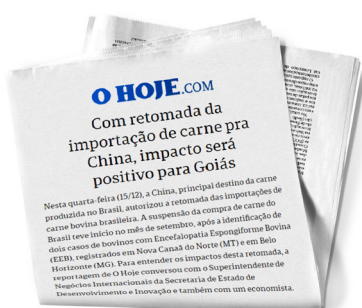 O HOJE.COM
Com retomada da
importação de carne pra
China, impacto será
positivo para Goiás
Nesta quarta-feira (15/12), a China, principal destino da carne
produzida no Brasil, autorizou a retomada das importações de
carne bovina brasileira. A suspensão da compra de carne do
Brasil teve início no mês de setembro, após a identificação de
dois casos de bovinos com Encefalopatia Espongiforme Bovina
(EEB), registrados em Nova Canaã do Norte (MT) e em Belo
Horizonte (MG). Para entender os impactos desta retomada, a
reportagem de O Hoje conversou com o Superintendente de
Negócios Internacionais da Secretaria de Estado de
Desenvolvimento e Inovação e também com um economista.